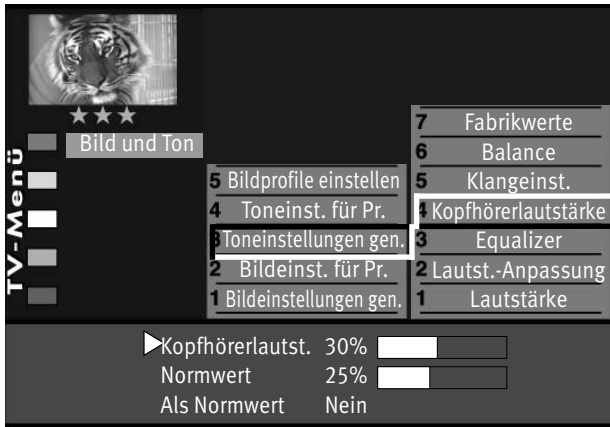 TV-Menü
Bild und Ton
5 Bildprofile einstellen
4 Toneinst. für Pr.
3 Toneinstellungen gen.
2 Bildeinst. für Pr.
1 Bildeinstellungen gen.
7 Fabrikwerte
6 Balance
5 Klangeinst.
4 Kopfhörerlautstärke
3 Equalizer
2 Lautst.-Anpassung
1 Lautstärke
Kopfhörerlautst. 30%
Normwert 25%
Als Normwert Nein